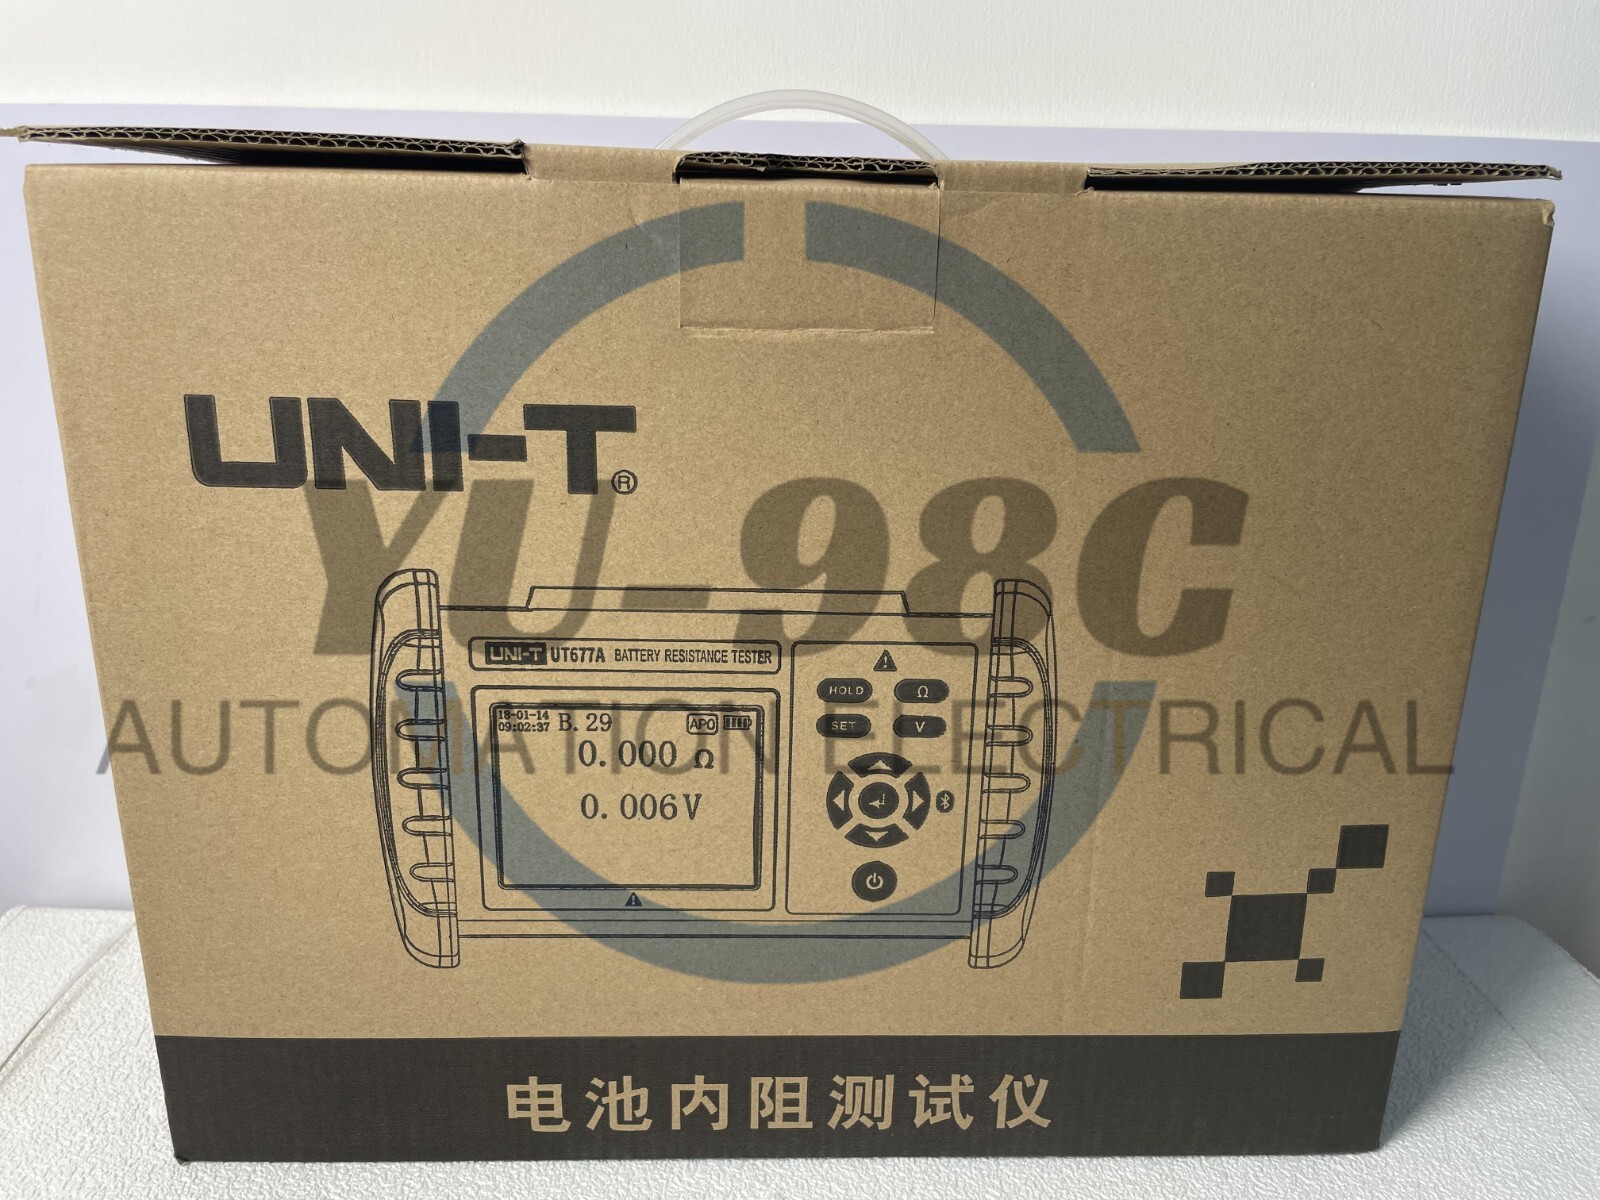 UNI-T®
YU-98C
UNI-T UT677A BATTERY RESISTANCE TESTER
HOLD Ω
18-01-14
09:02:37 B.29 APO
SET V
AUTOMATION ELECTRICAL
0.000 Ω
0.006V
电池内阻测试仪